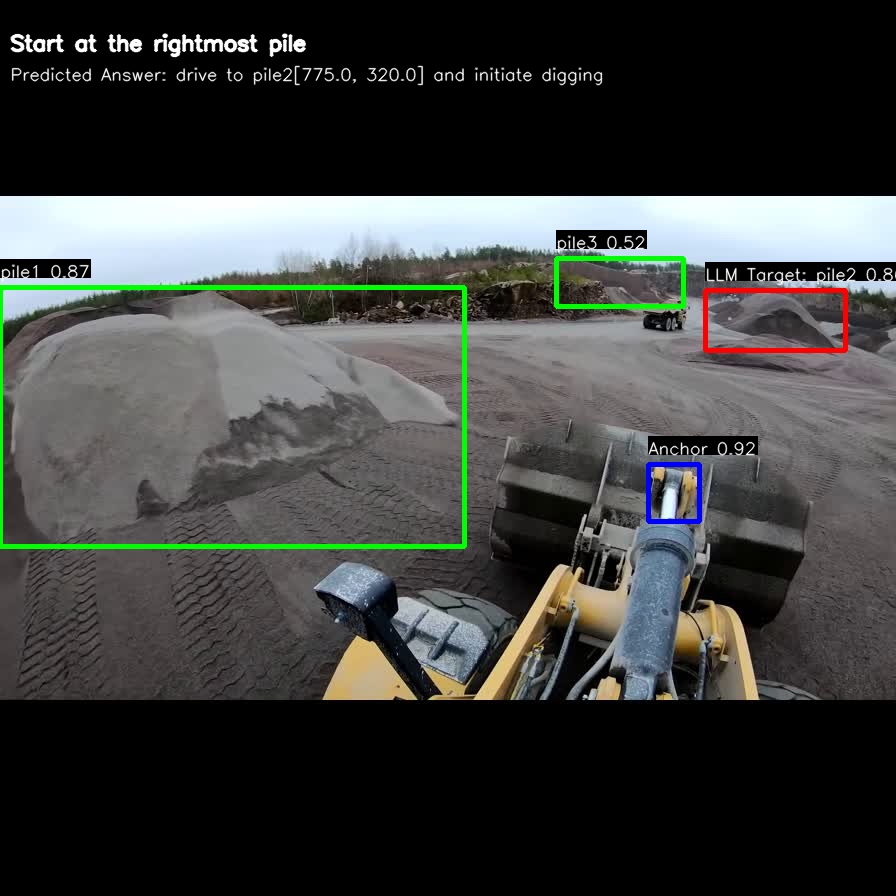 Start at the rightmost pile
Predicted Answer: drive to pile2[775.0, 320.0] and initiate digging
pile3 0.52
pile1 0.87
LLM Target: pile2 0.8
Anchor 0.92